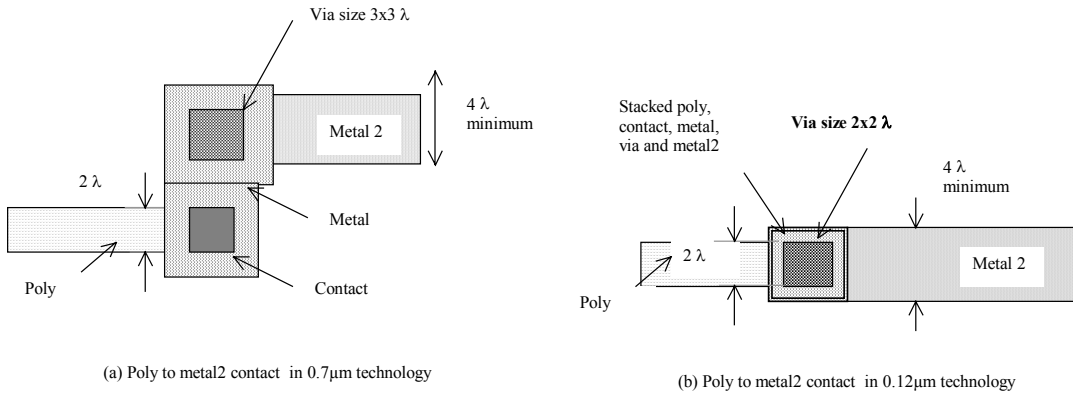 Via size 3x3 λ
4 λ
minimum
Metal 2
2 λ
Metal
Poly
Contact
(a) Poly to metal2 contact in 0.7µm technology
Stacked poly,
contact, metal,
via and metal2
Via size 2x2 λ
4 λ
minimum
2 λ
Metal 2
Poly
(b) Poly to metal2 contact in 0.12µm technology